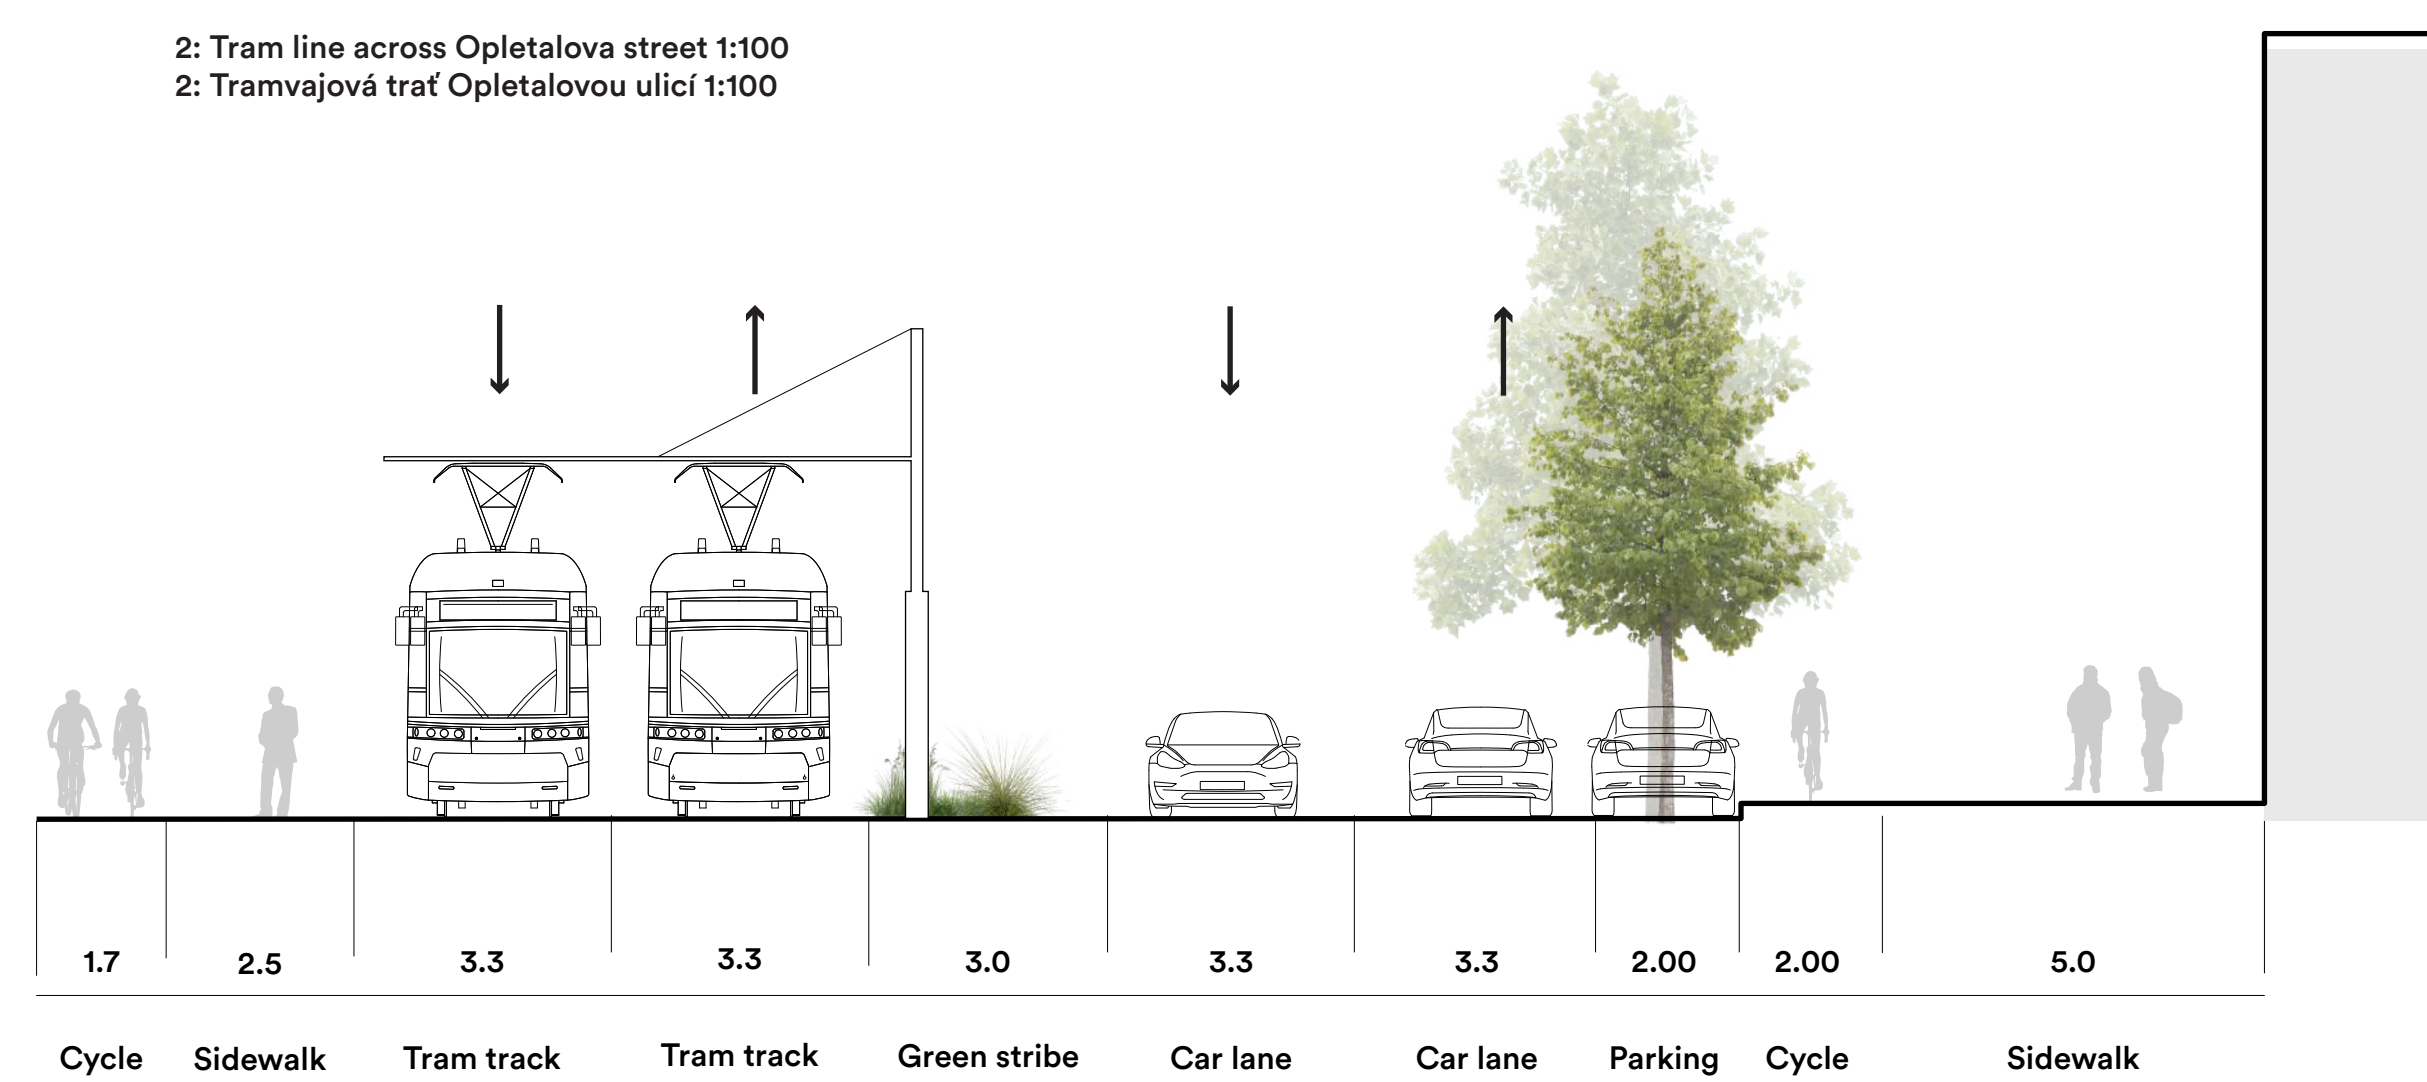 2: Tram line across Opletalova street 1:100
2: Tramvajová trať Opletalovou ulicí 1:100
1.7 2.5 3.3 3.3 3.0 3.3 3.3 2.00 2.00 5.0
Cycle Sidewalk Tram track Tram track Green stribe Car lane Car lane Parking Cycle Sidewalk